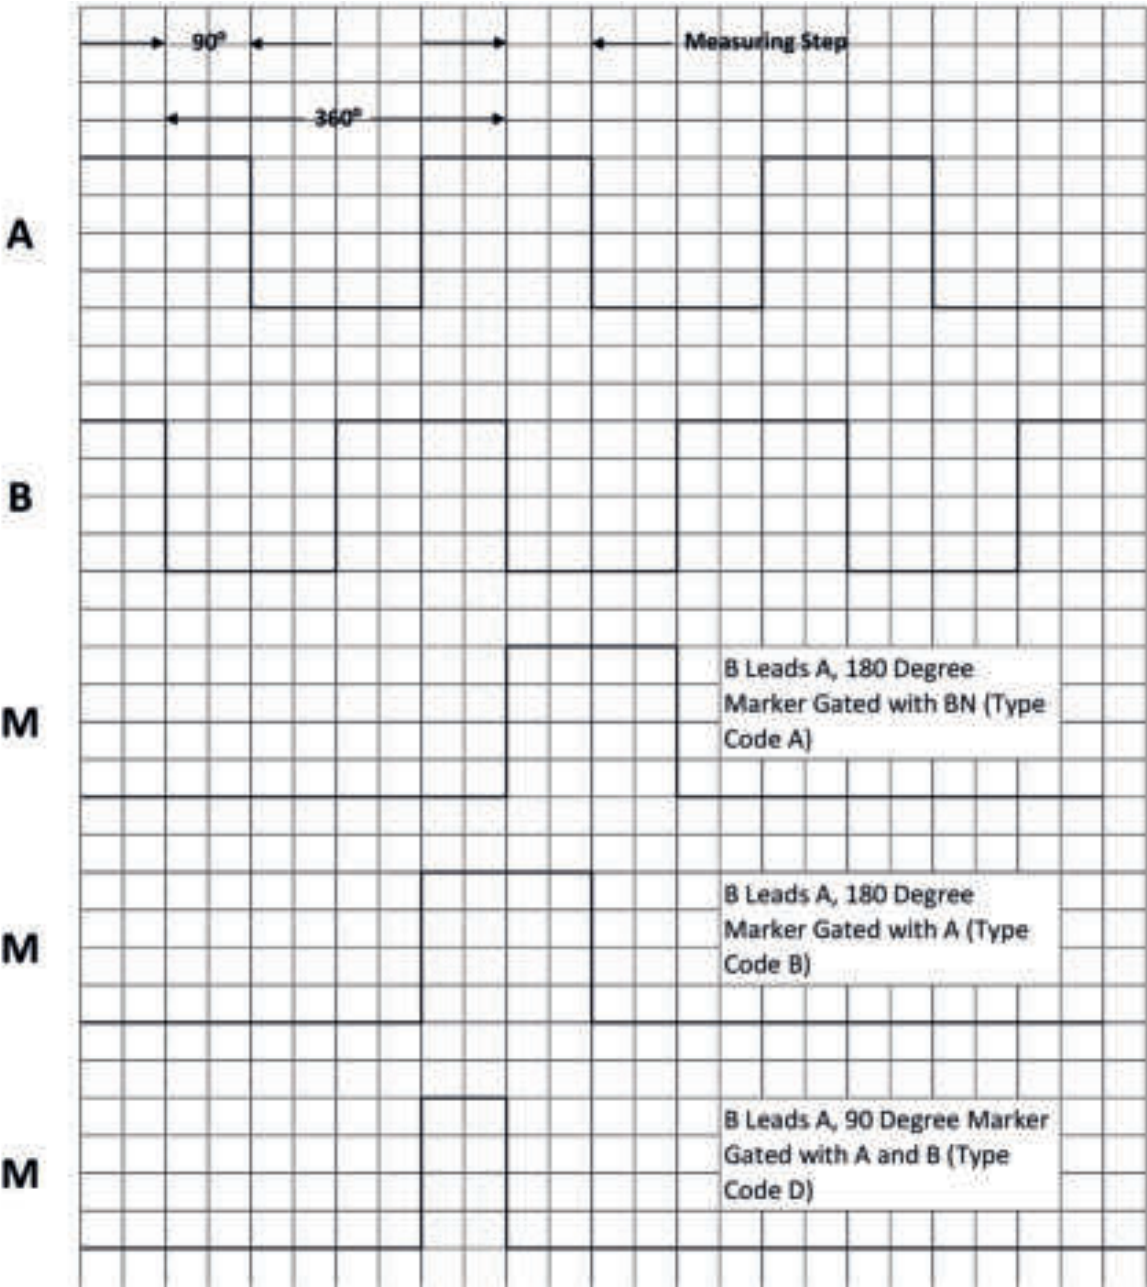 90° Measuring Step
360°
A
B
M
B Leads A, 180 Degree
Marker Gated with BN (Type
Code A)
M
B Leads A, 180 Degree
Marker Gated with A (Type
Code B)
M
B Leads A, 90 Degree Marker
Gated with A and B (Type
Code D)